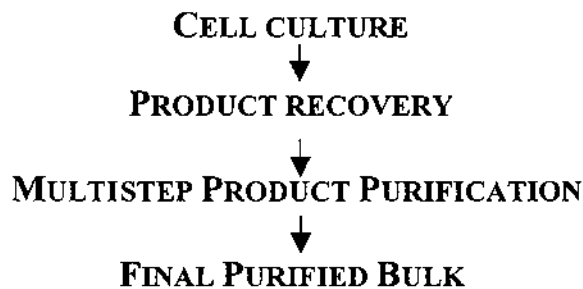 CELL CULTURE
PRODUCT RECOVERY
MULTISTEP PRODUCT PURIFICATION
FINAL PURIFIED BULK